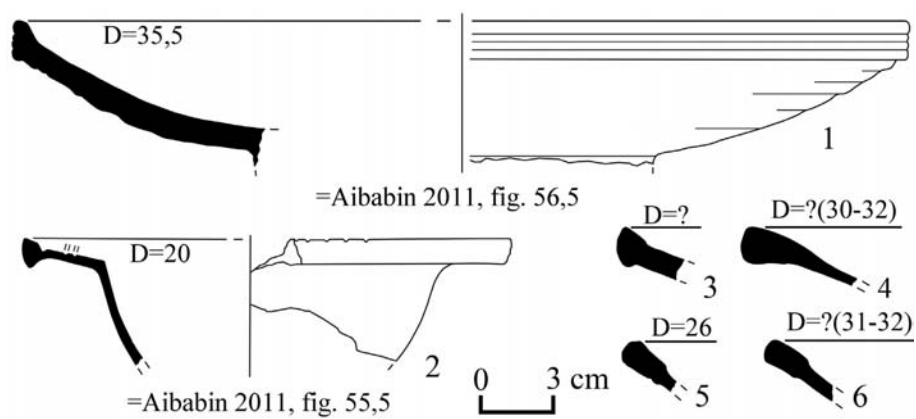 D=35,5
1
=Aibabin 2011, fig. 56,5
D=20
2
=Aibabin 2011, fig. 55,5
0 3 cm
D=?
3
D=?(30-32)
4
D=26
5
D=?(31-32)
6